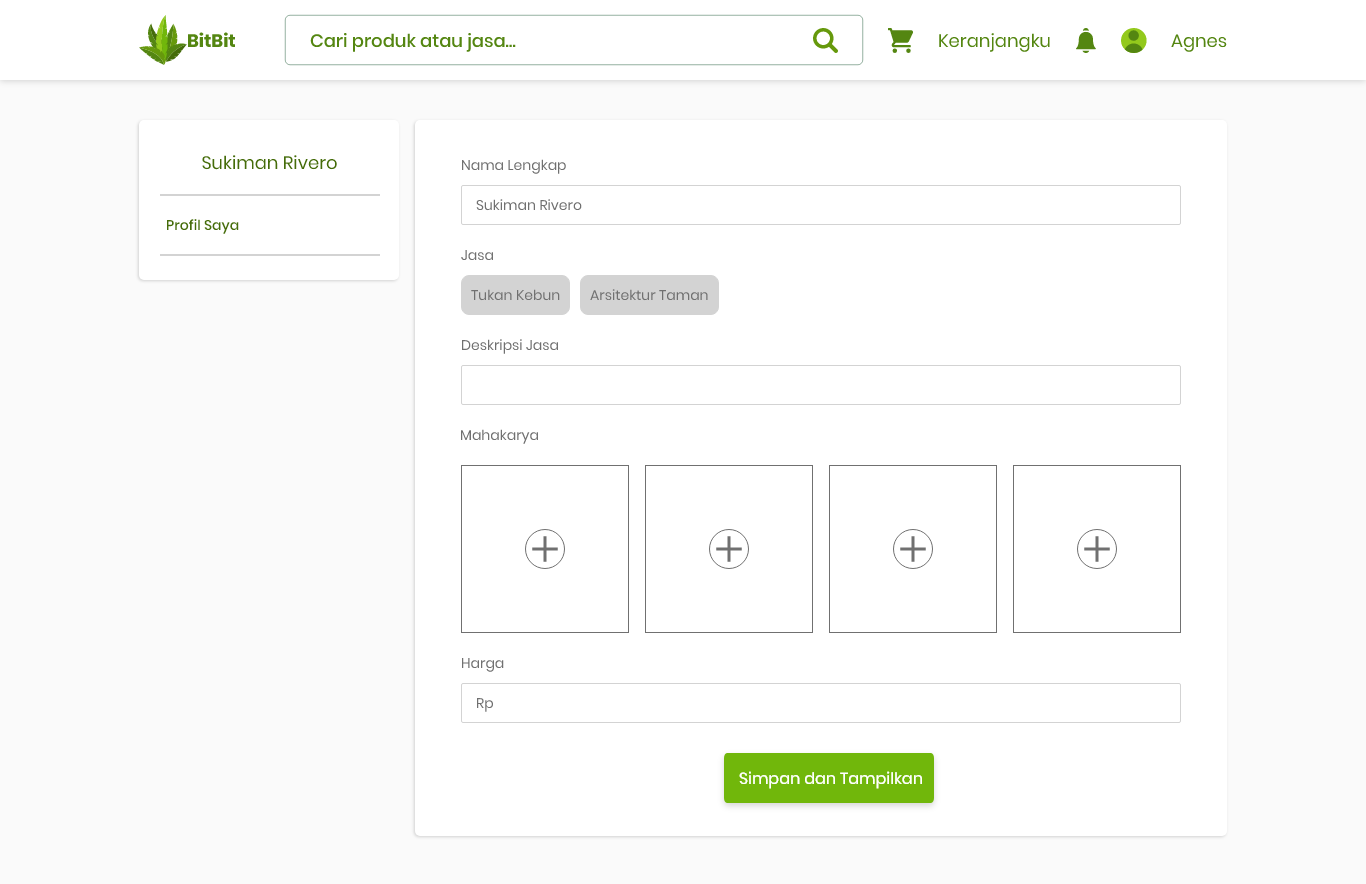 BitBit
Cari produk atau jasa...
Keranjangku
Agnes
Sukiman Rivero
Profil Saya
Nama Lengkap
Sukiman Rivero
Jasa
Tukan Kebun
Arsitektur Taman
Deskripsi Jasa
Mahakarya
Harga
Rp
Simpan dan Tampilkan